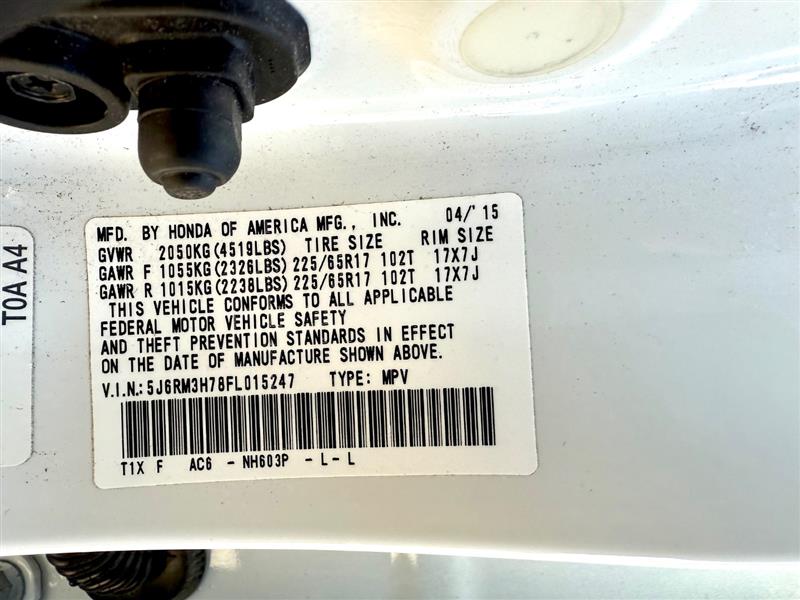 MFD. BY HONDA OF AMERICA MFG., INC. 04/'15
GVWR 2050KG(4519LBS) TIRE SIZE RIM SIZE
GAWR F 1055KG(2326LBS) 225/65R17 102T 17X7J
GAWR R 1015KG(2238LBS) 225/65R17 102T 17X7J
THIS VEHICLE CONFORMS TO ALL APPLICABLE
FEDERAL MOTOR VEHICLE SAFETY
AND THEFT PREVENTION STANDARDS IN EFFECT
ON THE DATE OF MANUFACTURE SHOWN ABOVE.
V.I.N.: 5J6RM3H78FL015247 TYPE: MPV
T1X F AC6 - NH603P - L - L
T0A A4